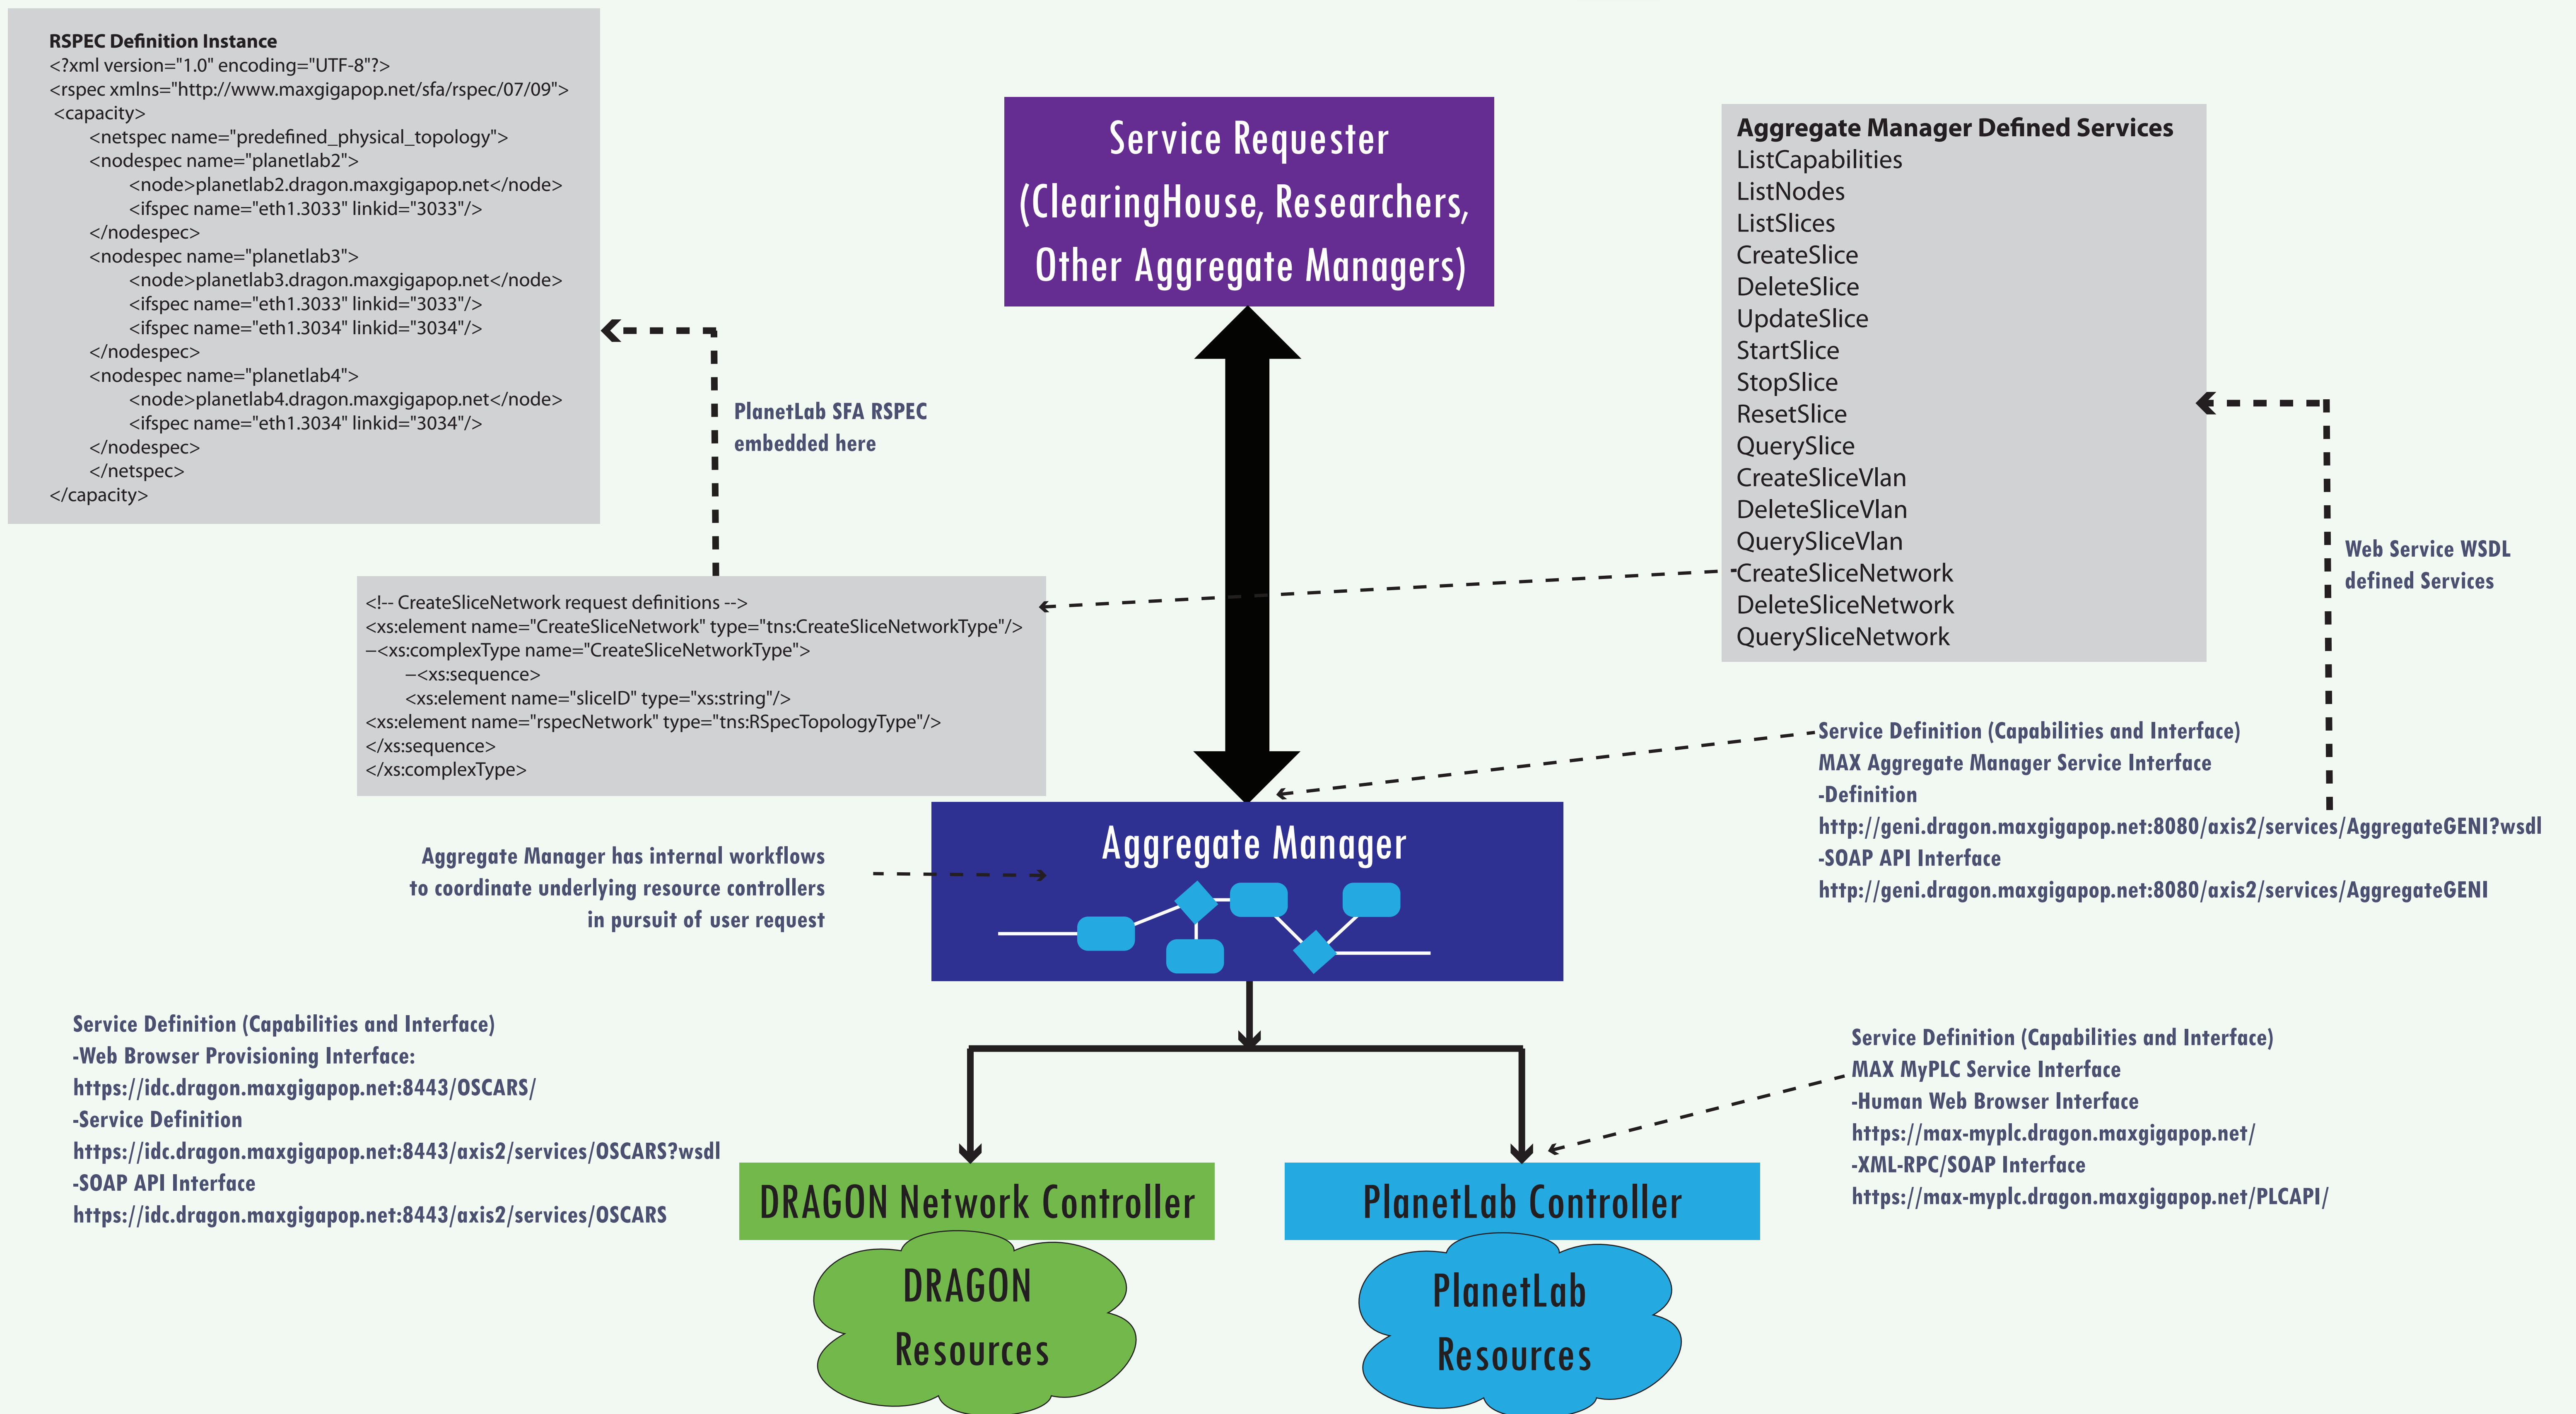 RSPEC Definition Instance
<?xml version="1.0" encoding="UTF-8"?>
<rspec xmlns="http://www.maxgigapop.net/sfa/rspec/07/09">
<capacity>
<netspec name="predefined_physical_topology">
<nodespec name="planetlab2">
<node>planetlab2.dragon.maxgigapop.net</node>
<ifspec name="eth1.3033" linkid="3033"/>
</nodespec>
<nodespec name="planetlab3">
<node>planetlab3.dragon.maxgigapop.net</node>
<ifspec name="eth1.3033" linkid="3033"/>
<ifspec name="eth1.3034" linkid="3034"/>
</nodespec>
<nodespec name="planetlab4">
<node>planetlab4.dragon.maxgigapop.net</node>
<ifspec name="eth1.3034" linkid="3034"/>
</nodespec>
</netspec>
</capacity>
Service Requester
(ClearingHouse, Researchers,
Other Aggregate Managers)
Aggregate Manager Defined Services
ListCapabilities
ListNodes
ListSlices
CreateSlice
DeleteSlice
UpdateSlice
StartSlice
StopSlice
ResetSlice
QuerySlice
CreateSliceVlan
DeleteSliceVlan
QuerySliceVlan
CreateSliceNetwork
DeleteSliceNetwork
QuerySliceNetwork
PlanetLab SFA RSPEC
embedded here
Web Service WSDL
defined Services
<!-- CreateSliceNetwork request definitions -->
<xs:element name="CreateSliceNetwork" type="tns:CreateSliceNetworkType"/>
–<xs:complexType name="CreateSliceNetworkType">
–<xs:sequence>
<xs:element name="sliceID" type="xs:string"/>
<xs:element name="rspecNetwork" type="tns:RSpecTopologyType"/>
</xs:sequence>
</xs:complexType>
Service Definition (Capabilities and Interface)
MAX Aggregate Manager Service Interface
-Definition
http://geni.dragon.maxgigapop.net:8080/axis2/services/AggregateGENI?wsdl
-SOAP API Interface
http://geni.dragon.maxgigapop.net:8080/axis2/services/AggregateGENI
Aggregate Manager has internal workflows
to coordinate underlying resource controllers
in pursuit of user request
Aggregate Manager
Service Definition (Capabilities and Interface)
-Web Browser Provisioning Interface:
https://idc.dragon.maxgigapop.net:8443/OSCARS/
-Service Definition
https://idc.dragon.maxgigapop.net:8443/axis2/services/OSCARS?wsdl
-SOAP API Interface
https://idc.dragon.maxgigapop.net:8443/axis2/services/OSCARS
Service Definition (Capabilities and Interface)
MAX MyPLC Service Interface
-Human Web Browser Interface
https://max-myplc.dragon.maxgigapop.net/
-XML-RPC/SOAP Interface
https://max-myplc.dragon.maxgigapop.net/PLCAPI/
DRAGON Network Controller
PlanetLab Controller
DRAGON
Resources
PlanetLab
Resources